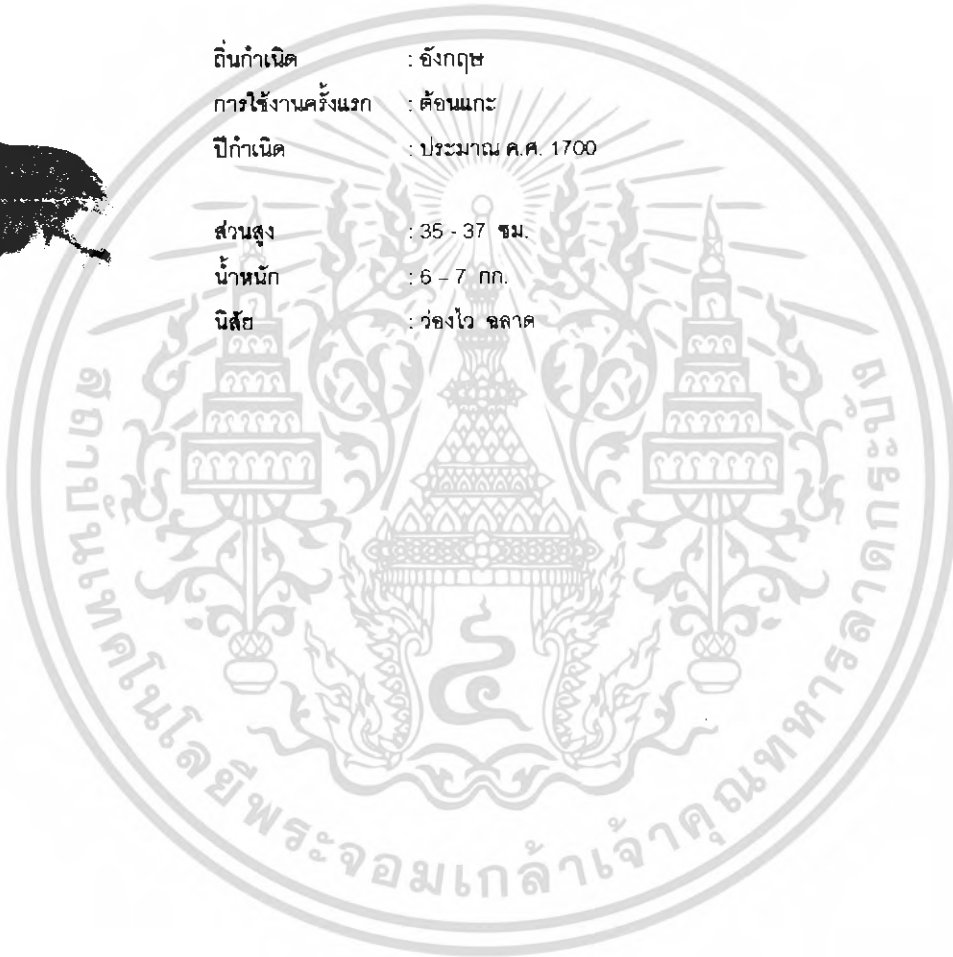 ถิ่นกำเนิด : อังกฤษ
การใช้งานครั้งแรก : ต้อนแกะ
ปีกำเนิด : ประมาณ ค.ศ. 1700
ส่วนสูง : 35 - 37 ซม.
น้ำหนัก : 6 – 7 กก.
นิสัย : ว่องไว ฉลาด
สถาบันเทคโนโลยีพระจอมเกล้าเจ้าคุณทหารลาดกระบัง
๔